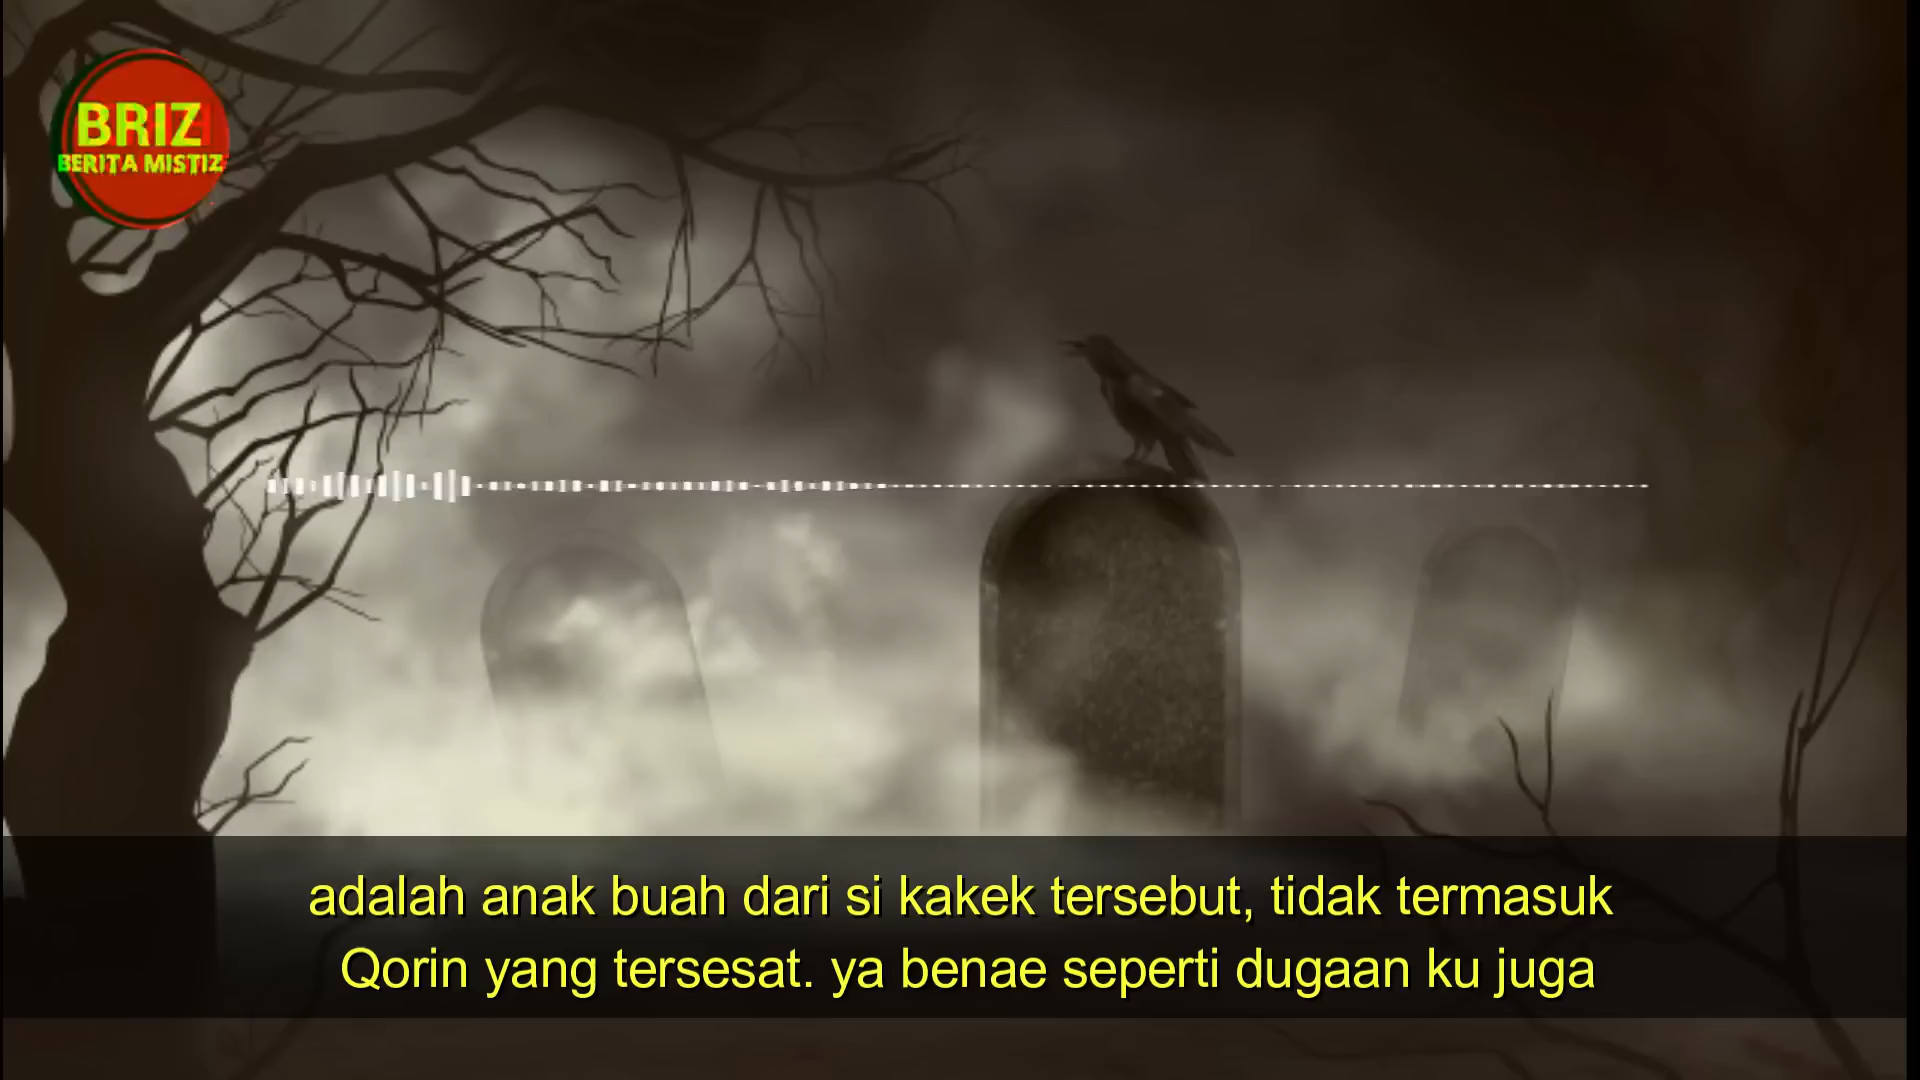 BRIZ
BERITA MISTIZ
adalah anak buah dari si kakek tersebut, tidak termasuk
Qorin yang tersesat. ya benae seperti dugaan ku juga